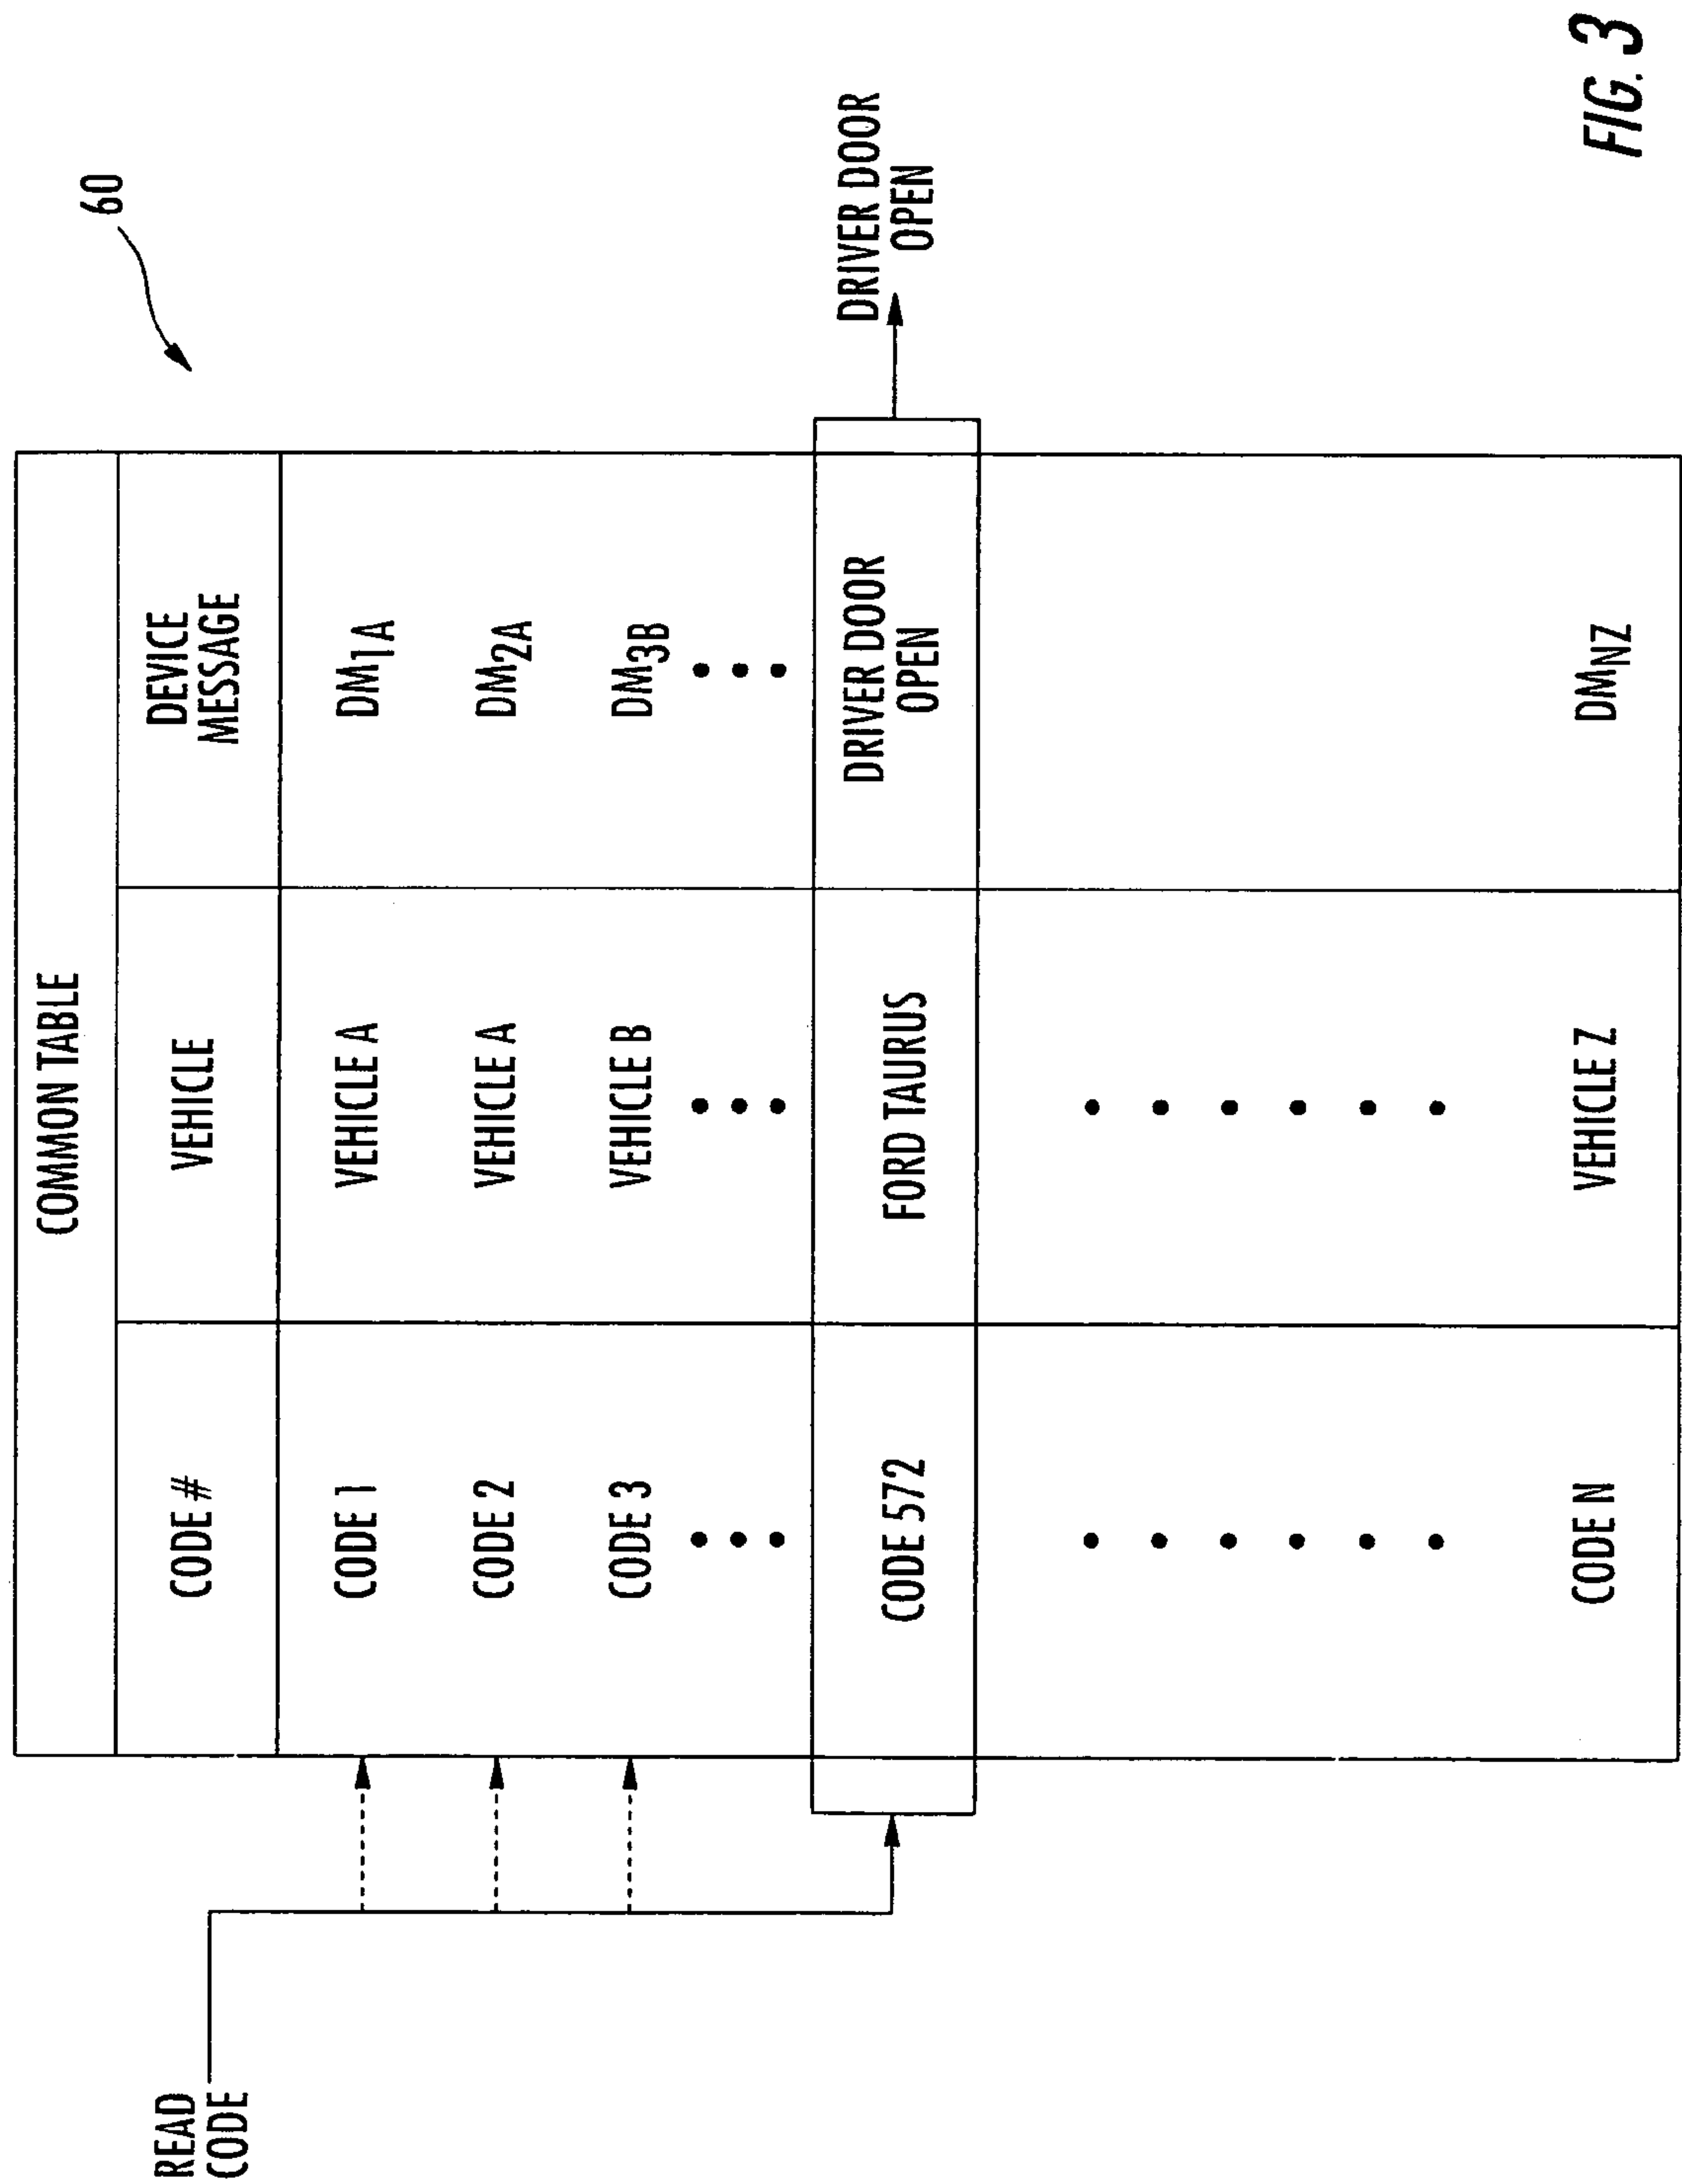 60
COMMON TABLE
CODE # VEHICLE DEVICE
MESSAGE
READ
CODE
CODE 1 VEHICLE A DM1A
CODE 2 VEHICLE A DM2A
CODE 3 VEHICLE B DM3B
CODE 572 FORD TAURUS DRIVER DOOR
OPEN
DRIVER DOOR
OPEN
CODE N VEHICLE Z DMNZ
FIG. 3